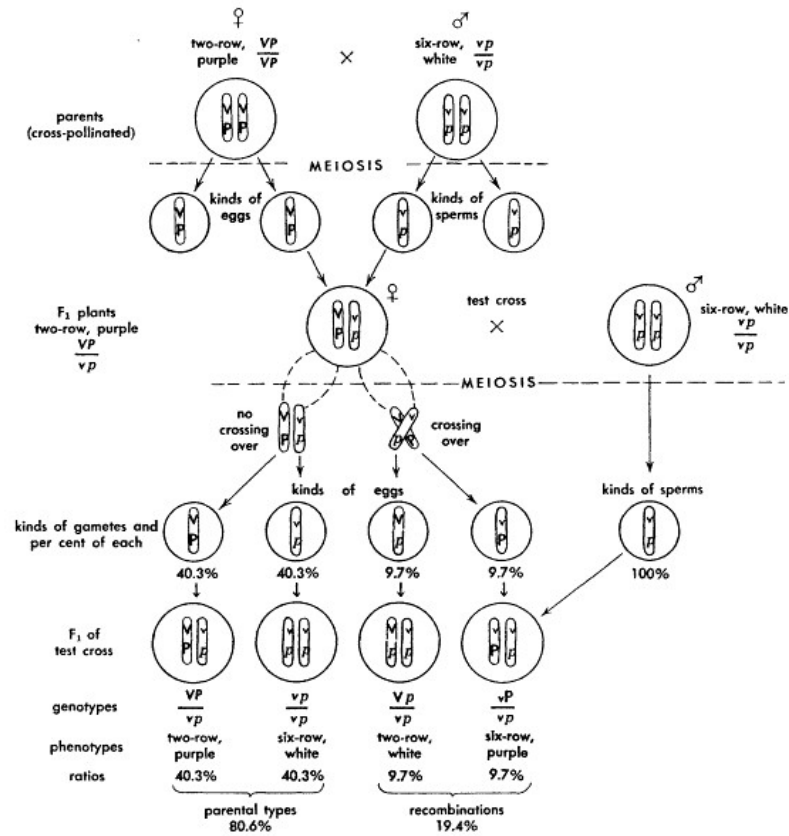 ♀ ♂
two-row, VP six-row, vp
purple VP × white vp
V V v v
parents P P p p
(cross-pollinated)
MEIOSIS
kinds of kinds of
V eggs V v sperms v
P P p p
♀ ♂
F₁ plants V v test cross v v six-row, white
two-row, purple P p × p p vp
VP vp
vp
MEIOSIS
no V v V v crossing
crossing P p p P over
over
kinds of eggs kinds of sperms
kinds of gametes and V v V v v
per cent of each P p p P p
40.3% 40.3% 9.7% 9.7% 100%
F₁ of V v v v V v v v
test cross P p p p p p P p
genotypes VP vp Vp vP
vp vp vp vp
phenotypes two-row, six-row, two-row, six-row,
purple white white purple
ratios 40.3% 40.3% 9.7% 9.7%
parental types recombinations
80.6% 19.4%